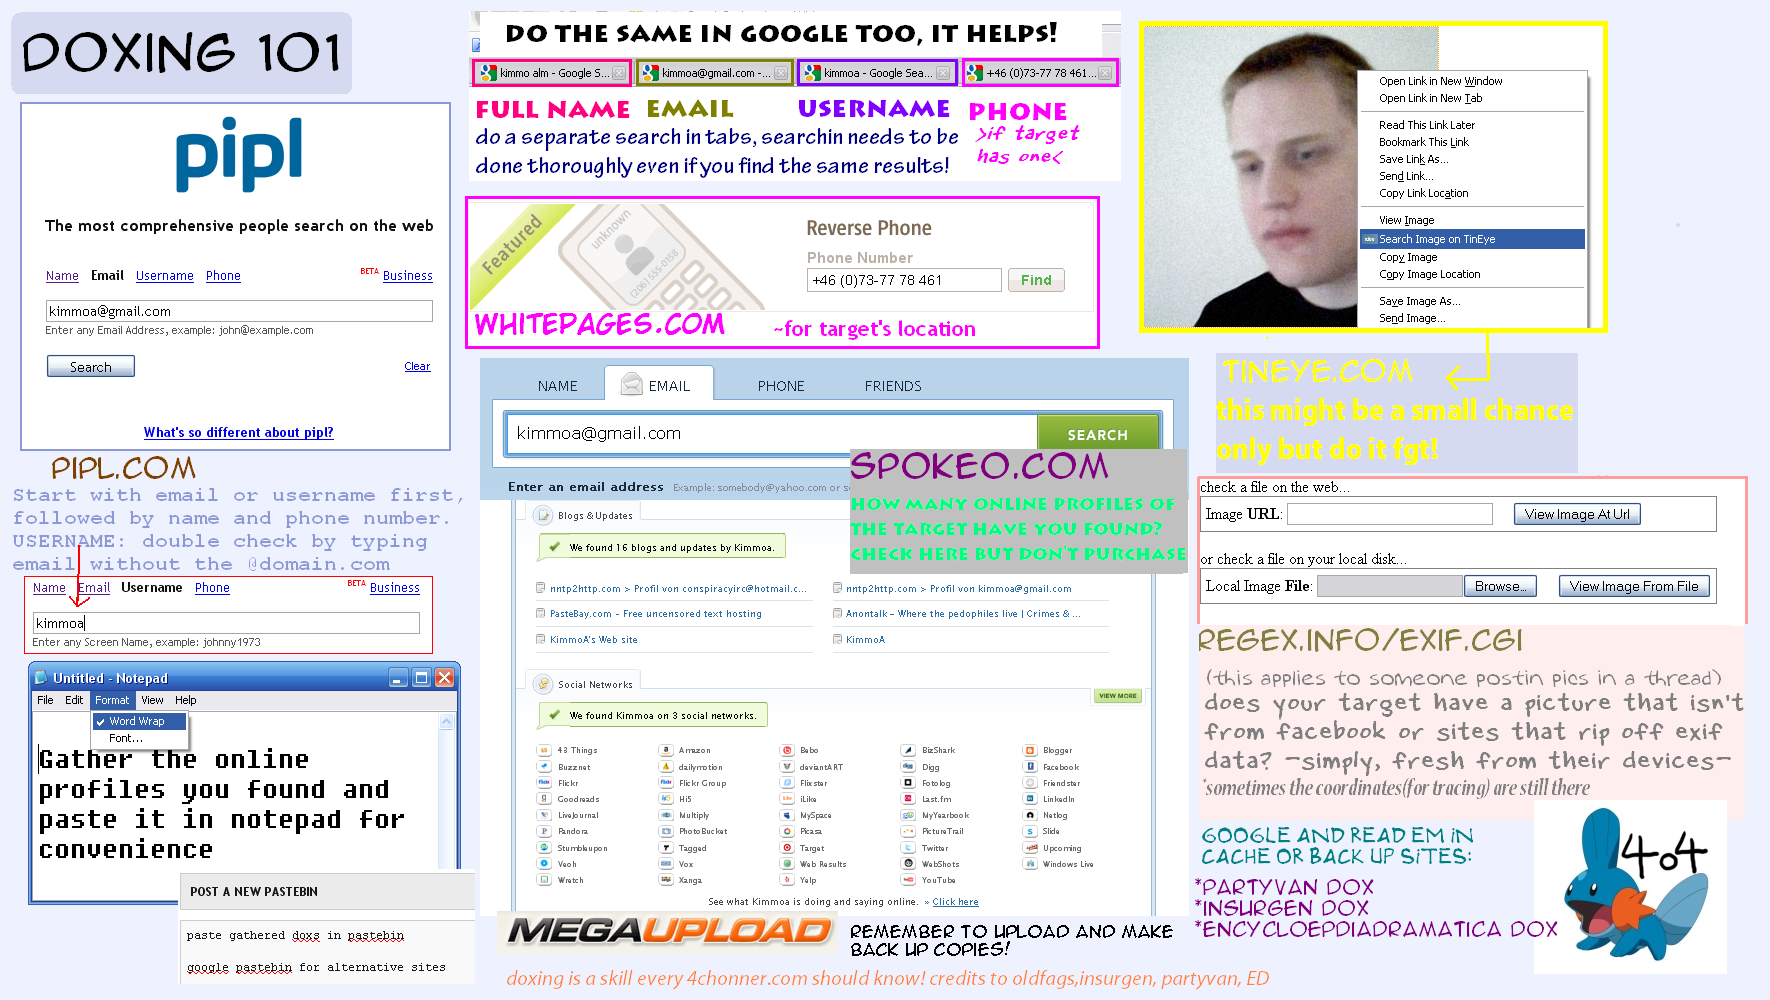 DOXING 101
pipl
The most comprehensive people search on the web
Name Email Username Phone BETA Business
kimmoa@gmail.com
Enter any Email Address, example: john@example.com
Search Clear
What's so different about pipl?
PIPL.COM
Start with email or username first,
followed by name and phone number.
USERNAME: double check by typing
email without the @domain.com
Name Email Username Phone BETA Business
kimmoa
Enter any Screen Name, example: johnny1973
Untitled - Notepad
File Edit Format View Help
Word Wrap
Font...
Gather the online
profiles you found and
paste it in notepad for
convenience
POST A NEW PASTEBIN
paste gathered doxs in pastebin
google pastebin for alternative sites
DO THE SAME IN GOOGLE TOO, IT HELPS!
kimmo alm - Google S... kimmoa@gmail.com -... kimmoa - Google Sea... +46 (0)73-77 78 461...
FULL NAME EMAIL USERNAME PHONE
do a separate search in tabs, searchin needs to be
done thoroughly even if you find the same results!
>if target
has one<
Featured
unknown
(206) 555-0158
Reverse Phone
Phone Number
+46 (0)73-77 78 461 Find
WHITEPAGES.COM ~for target's location
NAME EMAIL PHONE FRIENDS
kimmoa@gmail.com SEARCH
Enter an email address Example: somebody@yahoo.com or
SPOKEO.COM
HOW MANY ONLINE PROFILES OF
THE TARGET HAVE YOU FOUND?
CHECK HERE BUT DON'T PURCHASE
Blogs & Updates
We found 16 blogs and updates by Kimmoa.
nntp2http.com > Profil von conspiracyirc@hotmail.c... nntp2http.com > Profil von kimmoa@gmail.com
PasteBay.com - Free uncensored text hosting Anontalk - Where the pedophiles live | Crimes & ...
KimmoA's Web site KimmoA
Social Networks
VIEW MORE
We found Kimmoa on 3 social networks.
43 Things Amazon Bebo BizShark Blogger
Buzznet dailymotion deviantART Digg Facebook
Flickr Flickr Group Flixster Fotolog Friendster
Goodreads Hi5 iLike Last.fm LinkedIn
LiveJournal Multiply MySpace MyYearbook Netlog
Pandora PhotoBucket Picasa PictureTrail Slide
Stumbleupon Tagged Target Twitter Upcoming
Veoh Vox Web Results WebShots Windows Live
Wretch Xanga Yelp YouTube
See what Kimmoa is doing and saying online. » Click here
MEGAUPLOAD
REMEMBER TO UPLOAD AND MAKE
BACK UP COPIES!
doxing is a skill every 4chonner.com should know! credits to oldfags,insurgen, partyvan, ED
Open Link in New Window
Open Link in New Tab
Read This Link Later
Bookmark This Link
Save Link As...
Send Link...
Copy Link Location
View Image
Search Image on TinEye
Copy Image
Copy Image Location
Save Image As...
Send Image...
TINEYE.COM
this might be a small chance
only but do it fgt!
check a file on the web...
Image URL: View Image At Url
or check a file on your local disk...
Local Image File: Browse... View Image From File
REGEX.INFO/EXIF.CGI
(this applies to someone postin pics in a thread)
does your target have a picture that isn't
from facebook or sites that rip off exif
data? -simply, fresh from their devices-
*sometimes the coordinates(for tracing) are still there
GOOGLE AND READ EM IN
CACHE OR BACK UP SITES:
*PARTYVAN DOX
*INSURGEN DOX
*ENCYCLOEPDIADRAMATICA DOX
404